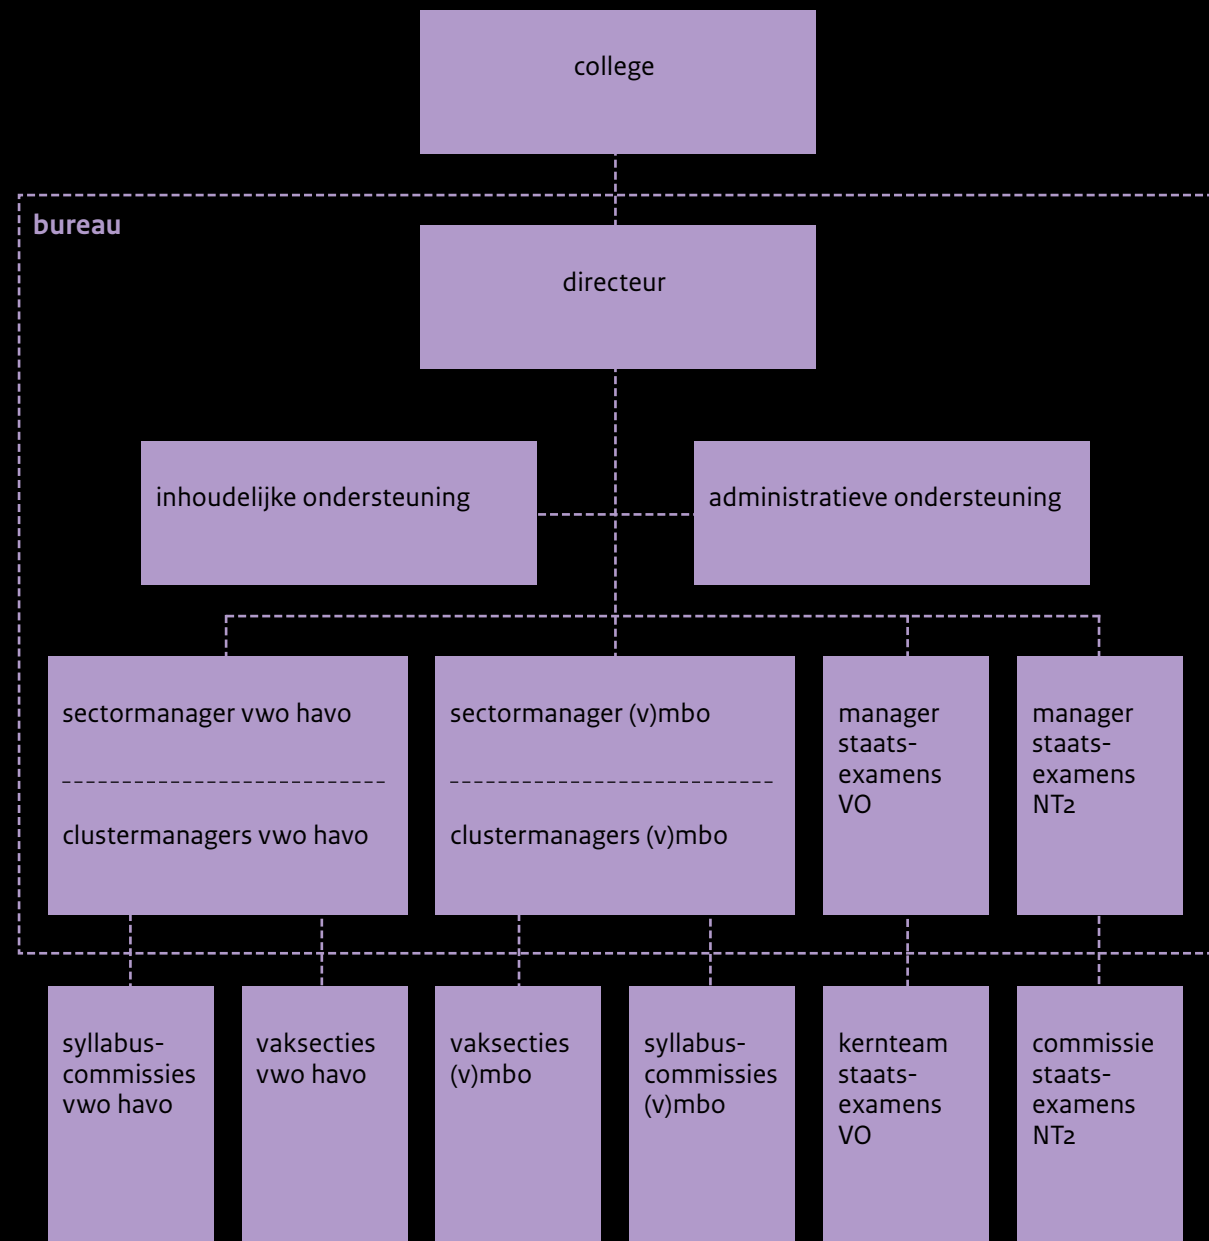 college
bureau
directeur
inhoudelijke ondersteuning
administratieve ondersteuning
sectormanager vwo havo
clustermanagers vwo havo
sectormanager (v)mbo
clustermanagers (v)mbo
manager
staats-
examens
VO
manager
staats-
examens
NT2
syllabus-
commissies
vwo havo
vaksecties
vwo havo
vaksecties
(v)mbo
syllabus-
commissies
(v)mbo
kernteam
staats-
examens
VO
commissie
staats-
examens
NT2